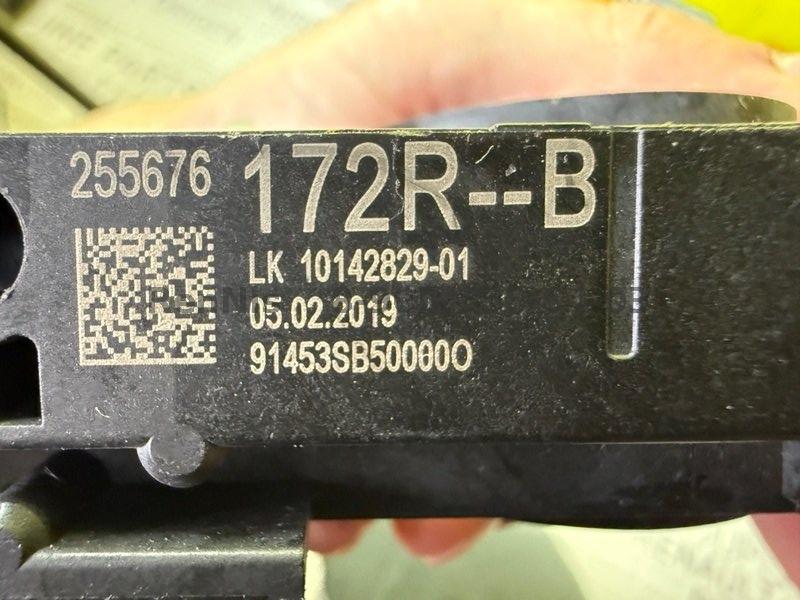 255676
172R--B
LK 10142829-01
05.02.2019
91453SB50000O